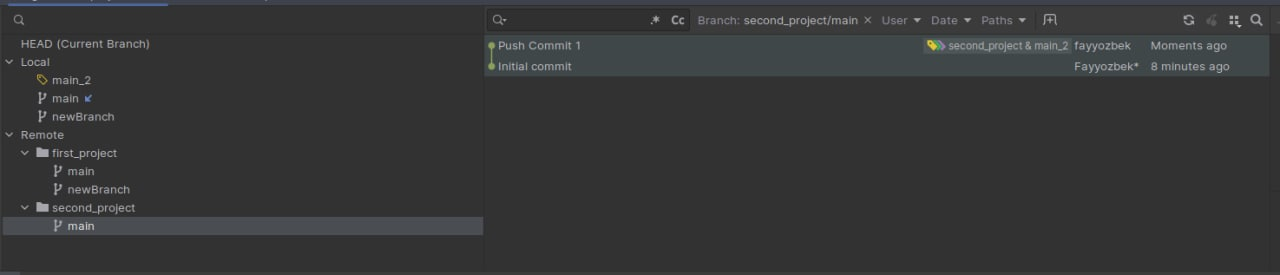 HEAD (Current Branch)
Local
main_2
main
newBranch
Remote
first_project
main
newBranch
second_project
main
.* Cc Branch: second_project/main × User Date Paths
Push Commit 1 second_project & main_2 fayyozbek Moments ago
Initial commit Fayyozbek* 8 minutes ago